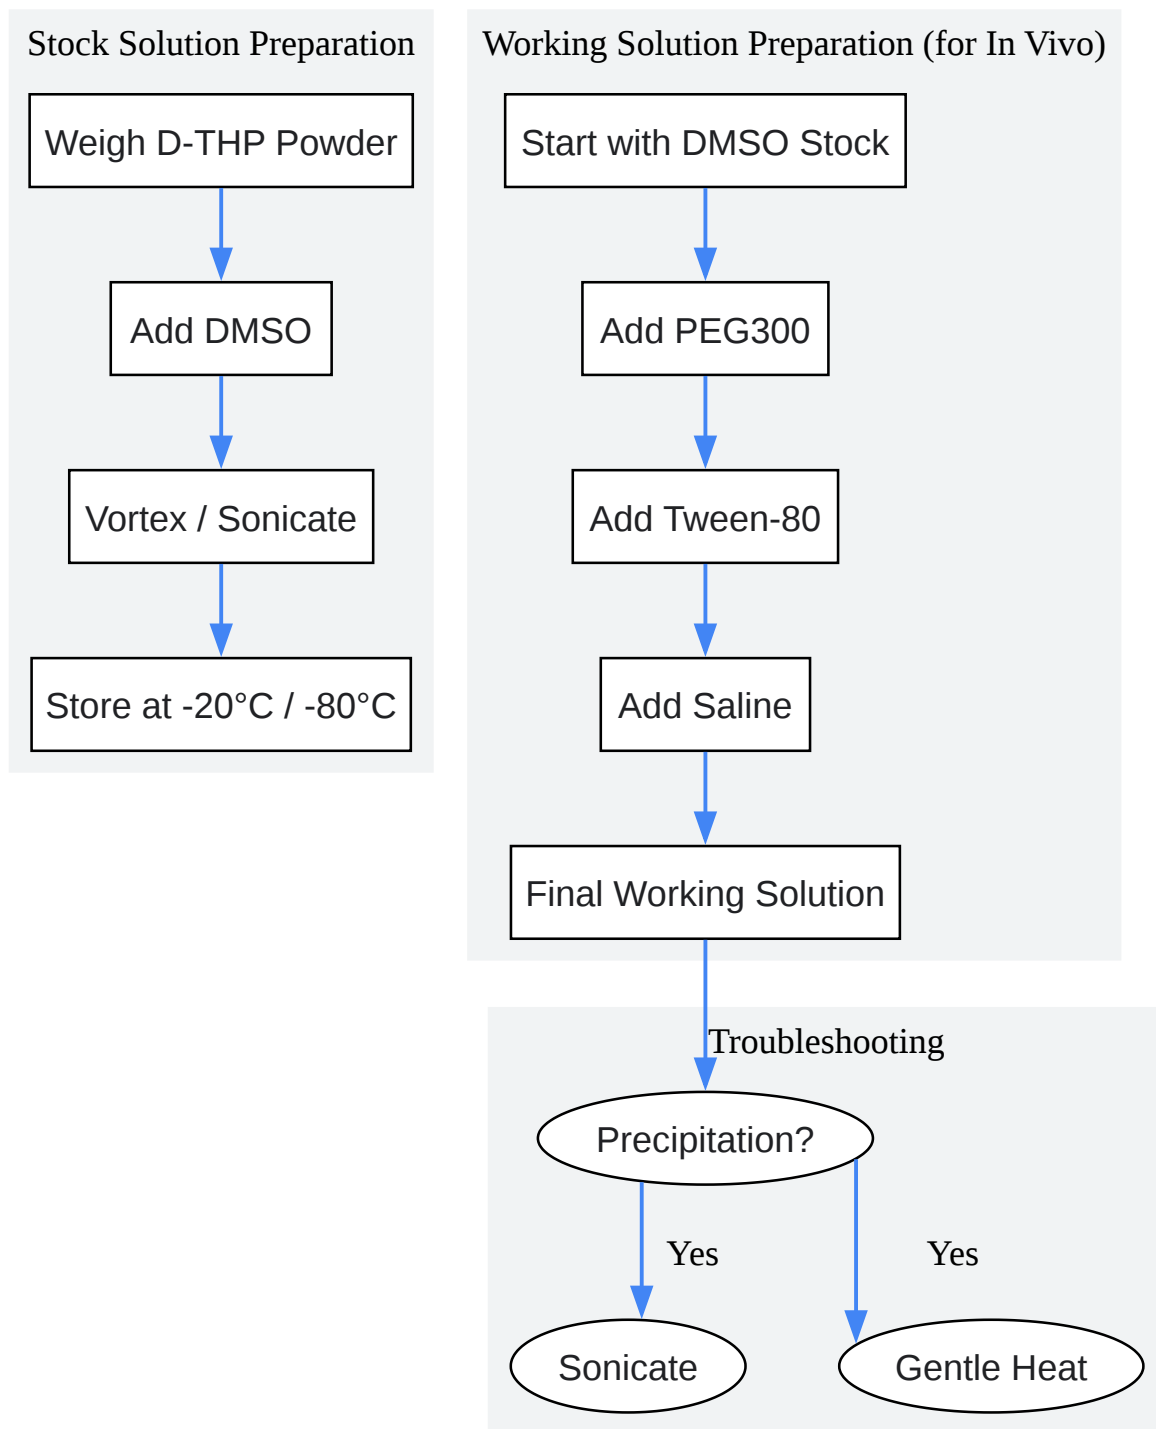 Stock Solution Preparation
Weigh D-THP Powder
Add DMSO
Vortex / Sonicate
Store at -20°C / -80°C
Working Solution Preparation (for In Vivo)
Start with DMSO Stock
Add PEG300
Add Tween-80
Add Saline
Final Working Solution
Troubleshooting
Precipitation?
Yes
Yes
Sonicate
Gentle Heat